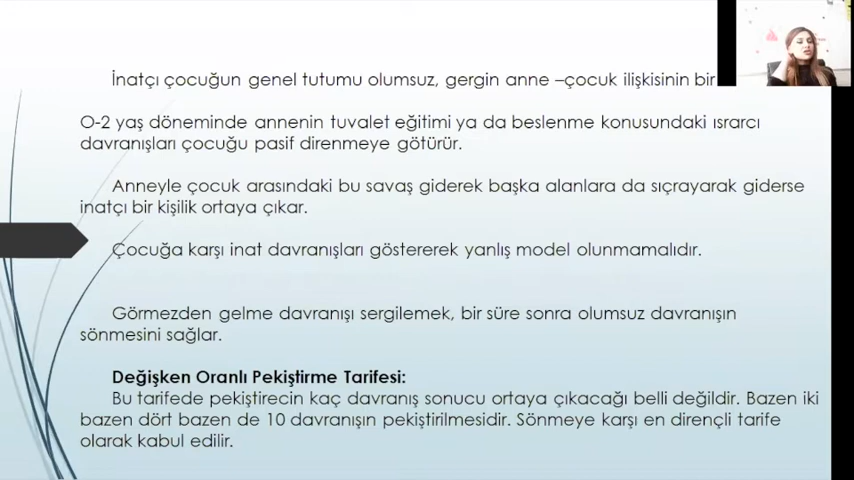 İnatçı çocuğun genel tutumu olumsuz, gergin anne –çocuk ilişkisinin bir
O-2 yaş döneminde annenin tuvalet eğitimi ya da beslenme konusundaki ısrarcı
davranışları çocuğu pasif direnmeye götürür.
Anneyle çocuk arasındaki bu savaş giderek başka alanlara da sıçrayarak giderse
inatçı bir kişilik ortaya çıkar.
Çocuğa karşı inat davranışları göstererek yanlış model olunmamalıdır.
Görmezden gelme davranışı sergilemek, bir süre sonra olumsuz davranışın
sönmesini sağlar.
Değişken Oranlı Pekiştirme Tarifesi:
Bu tarifede pekiştirecin kaç davranış sonucu ortaya çıkacağı belli değildir. Bazen iki
bazen dört bazen de 10 davranışın pekiştirilmesidir. Sönmeye karşı en dirençli tarife
olarak kabul edilir.